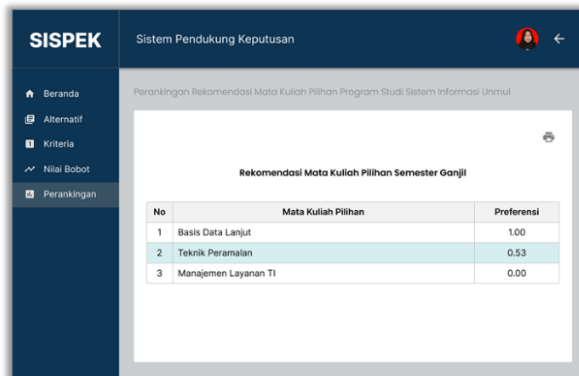 SISPEK
Sistem Pendukung Keputusan
Beranda
Alternatif
Kriteria
Nilai Bobot
Perankingan
Perankingan Rekomendasi Mata Kuliah Pilihan Program Studi Sistem Informasi Unmul
Rekomendasi Mata Kuliah Pilihan Semester Ganjil
No Mata Kuliah Pilihan Preferensi
1 Basis Data Lanjut 1.00
2 Teknik Peramalan 0.53
3 Manajemen Layanan TI 0.00